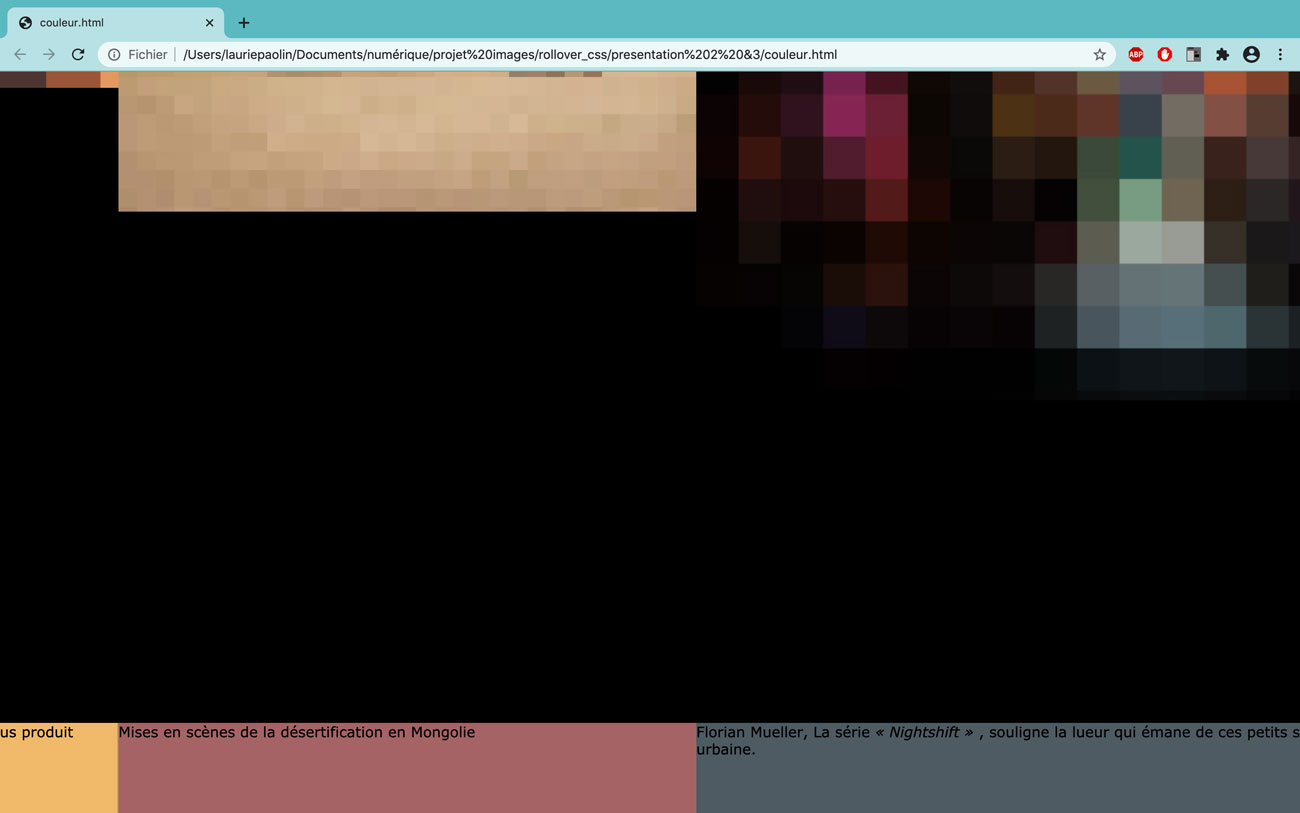 couleur.html
Fichier
/Users/lauriepaolin/Documents/numérique/projet%20images/rollover_css/presentation%202%20&3/couleur.html
ABP
us produit
Mises en scènes de la désertification en Mongolie
Florian Mueller, La série « Nightshift » , souligne la lueur qui émane de ces petits s
urbaine.